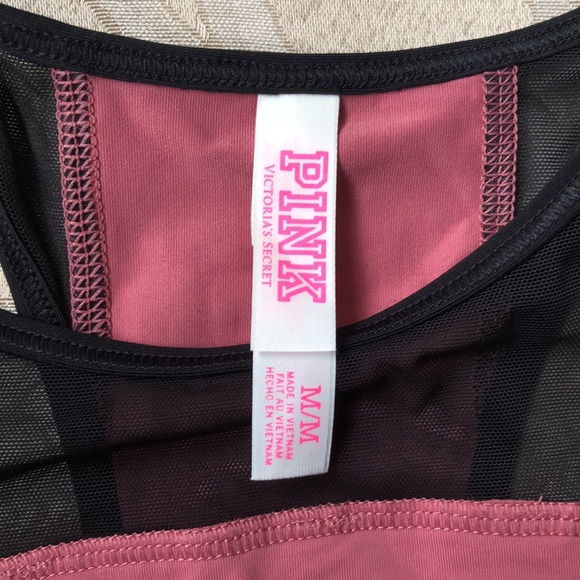 PINK
VICTORIA'S SECRET
M/M
MADE IN VIETNAM
FAIT AU VIETNAM
HECHO EN VIETNAM